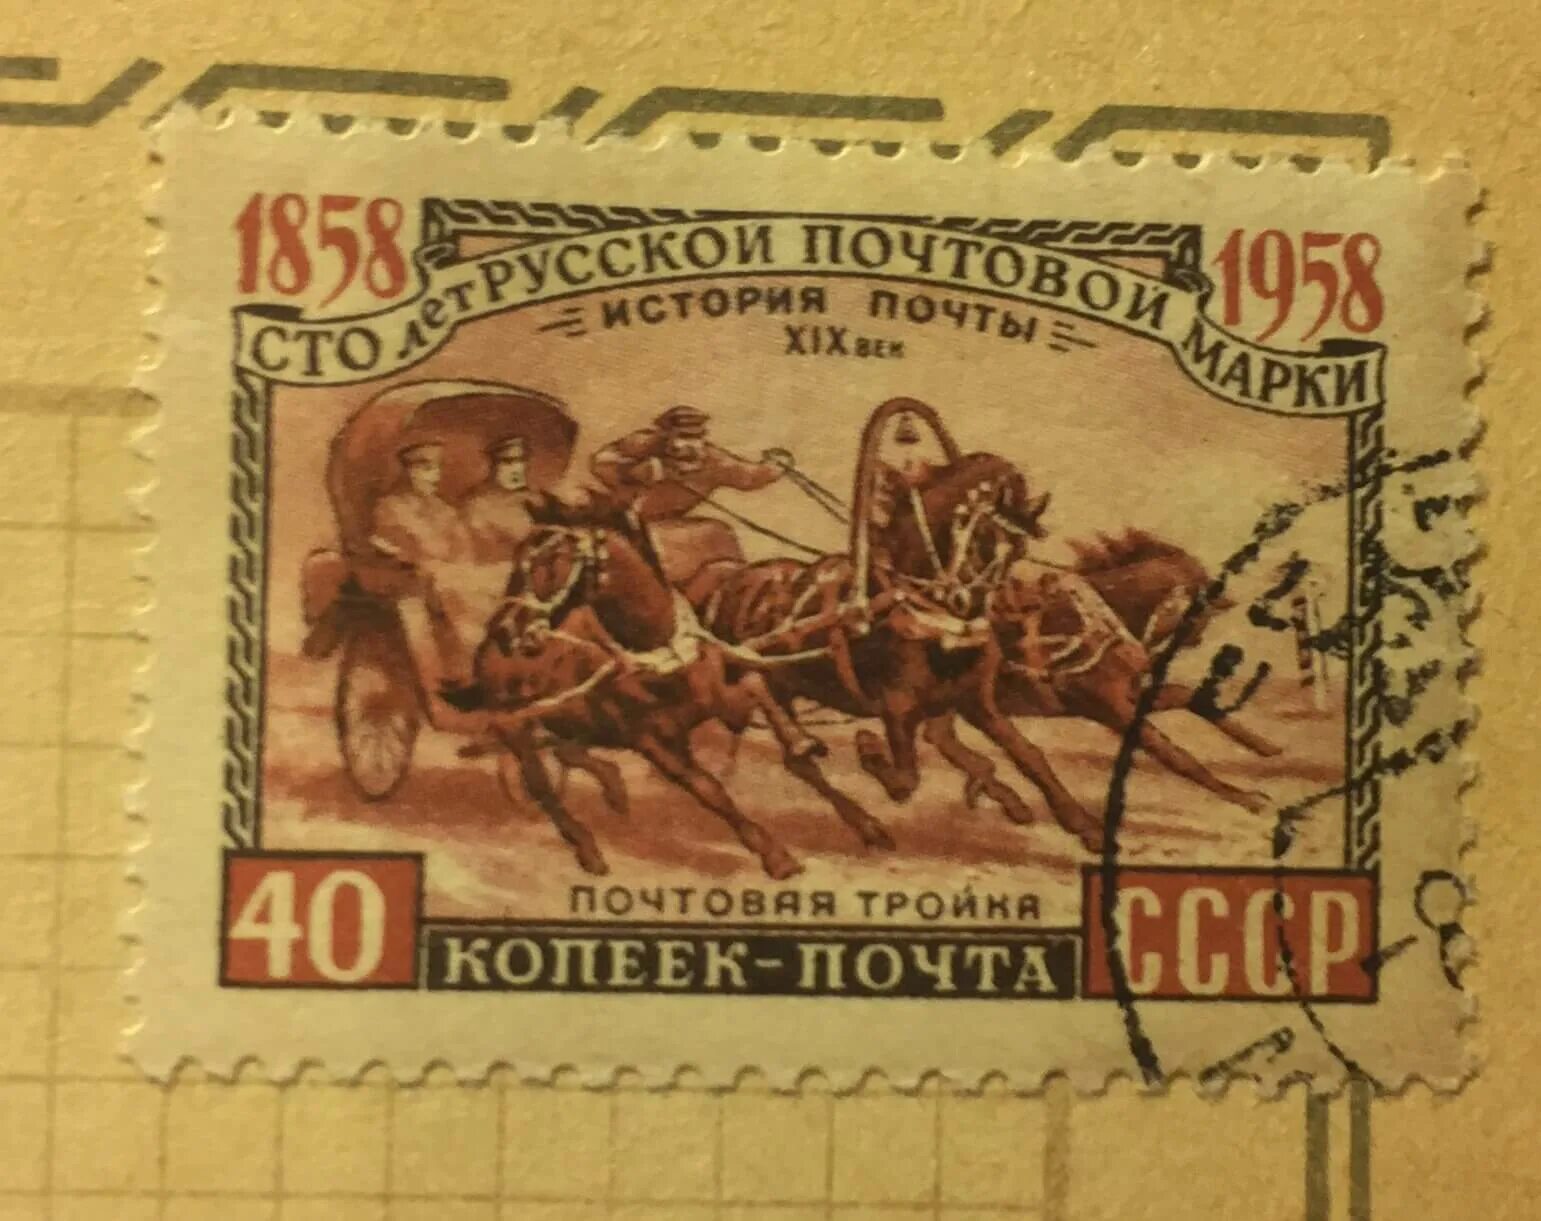 1858
1958
СТО лет РУССКОЙ ПОЧТОВОЙ МАРКИ
ИСТОРИЯ ПОЧТЫ
XIX ВЕК
ПОЧТОВАЯ ТРОЙКА
40
КОПЕЕК-ПОЧТА
СССР